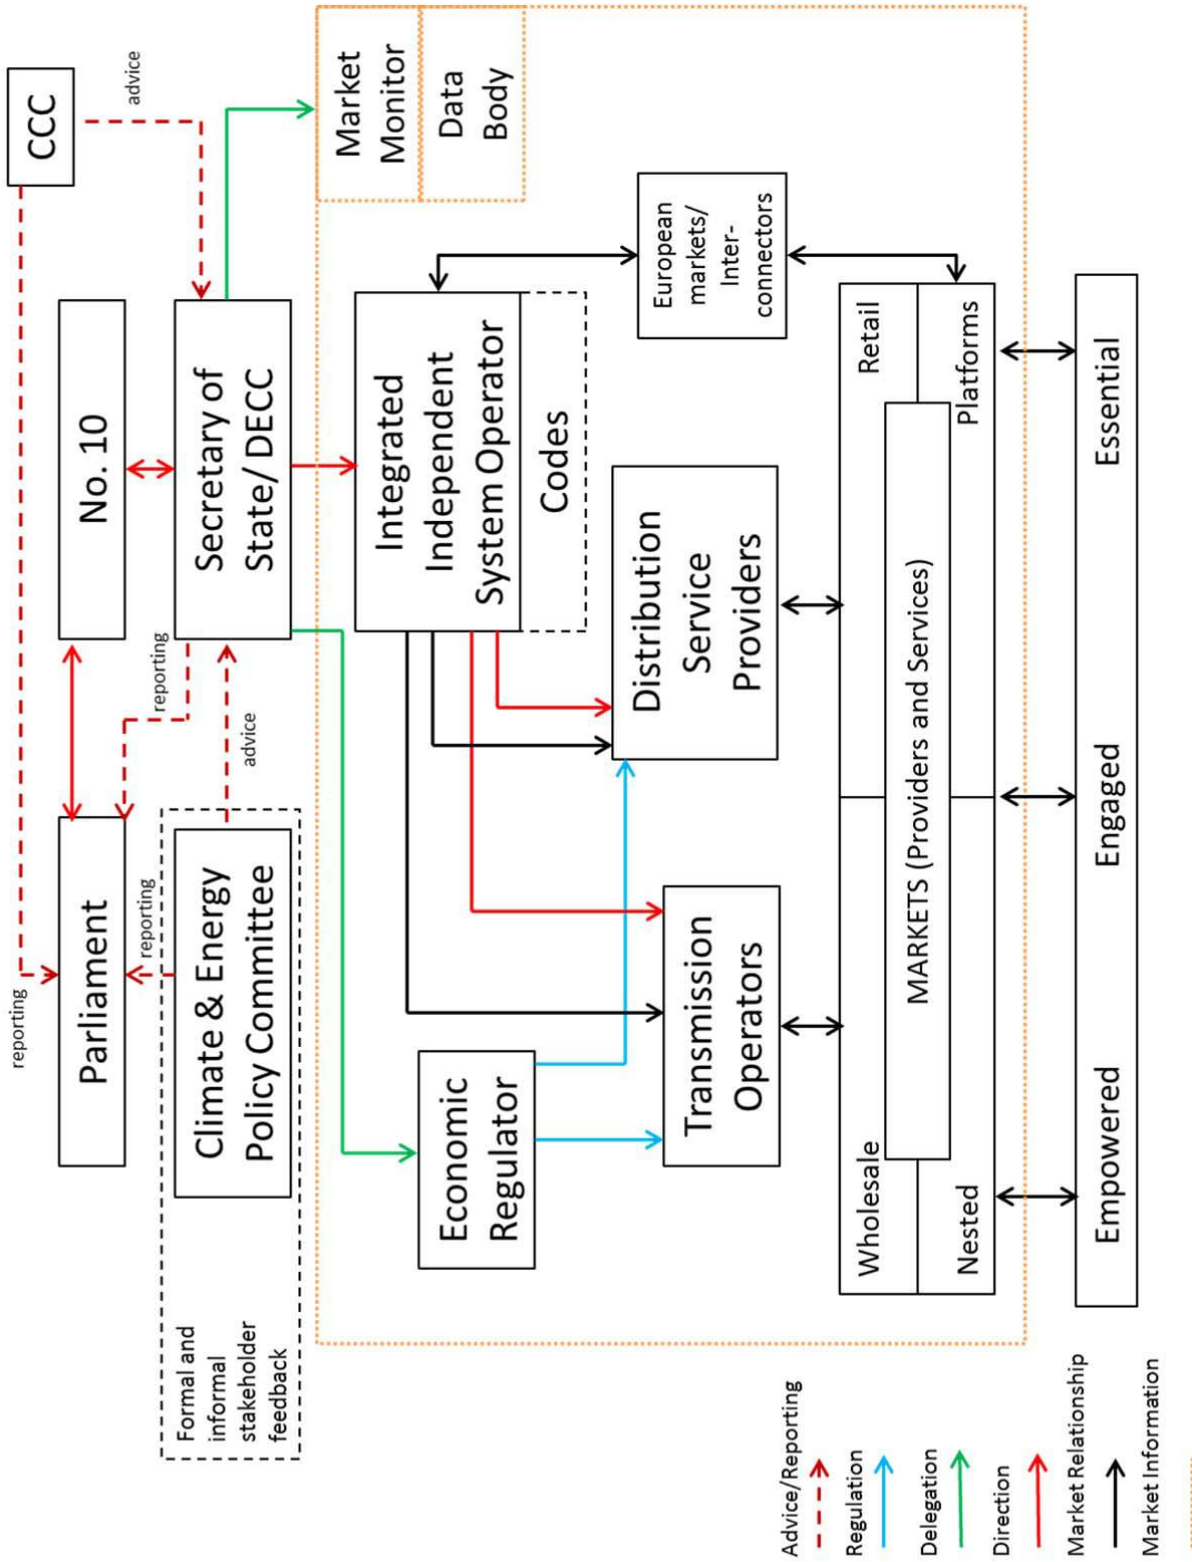 reporting
CCC
advice
Parliament
No. 10
reporting
reporting
Formal and
informal
stakeholder
feedback
Climate & Energy
Policy Committee
advice
Secretary of
State/ DECC
Market
Monitor
Data
Body
Economic
Regulator
Integrated
Independent
System Operator
Codes
Transmission
Operators
Distribution
Service
Providers
European
markets/
Inter-
connectors
Wholesale
Retail
MARKETS (Providers and Services)
Nested
Platforms
Empowered
Engaged
Essential
Advice/Reporting
Regulation
Delegation
Direction
Market Relationship
Market Information